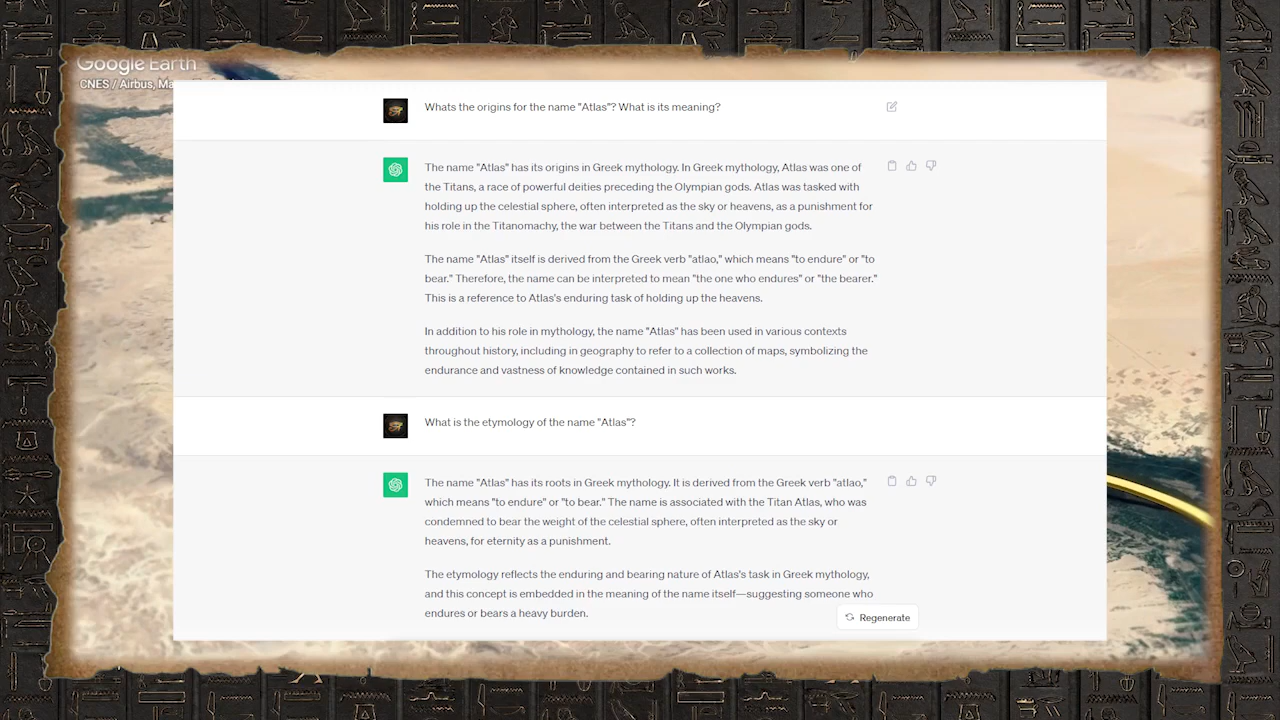 Google Earth
CNES / Airbus, Ma
Whats the origins for the name "Atlas"? What is its meaning?
The name "Atlas" has its origins in Greek mythology. In Greek mythology, Atlas was one of
the Titans, a race of powerful deities preceding the Olympian gods. Atlas was tasked with
holding up the celestial sphere, often interpreted as the sky or heavens, as a punishment for
his role in the Titanomachy, the war between the Titans and the Olympian gods.
The name "Atlas" itself is derived from the Greek verb "atlao," which means "to endure" or "to
bear." Therefore, the name can be interpreted to mean "the one who endures" or "the bearer."
This is a reference to Atlas's enduring task of holding up the heavens.
In addition to his role in mythology, the name "Atlas" has been used in various contexts
throughout history, including in geography to refer to a collection of maps, symbolizing the
endurance and vastness of knowledge contained in such works.
What is the etymology of the name "Atlas"?
The name "Atlas" has its roots in Greek mythology. It is derived from the Greek verb "atlao,"
which means "to endure" or "to bear." The name is associated with the Titan Atlas, who was
condemned to bear the weight of the celestial sphere, often interpreted as the sky or
heavens, for eternity as a punishment.
The etymology reflects the enduring and bearing nature of Atlas's task in Greek mythology,
and this concept is embedded in the meaning of the name itself—suggesting someone who
endures or bears a heavy burden.
Regenerate